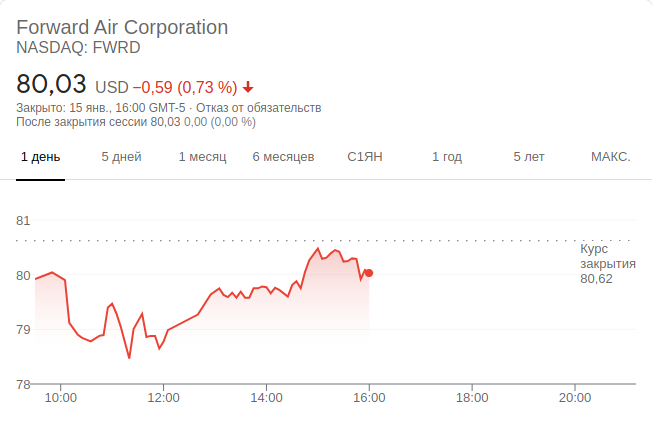 Forward Air Corporation
NASDAQ: FWRD
80,03 USD −0,59 (0,73 %)
Закрыто: 15 янв., 16:00 GMT-5 · Отказ от обязательств
После закрытия сессии 80,03 0,00 (0,00 %)
1 день 5 дней 1 месяц 6 месяцев С1ЯН 1 год 5 лет МАКС.
81
Курс
закрытия
80,62
80
79
78
10:00 12:00 14:00 16:00 18:00 20:00